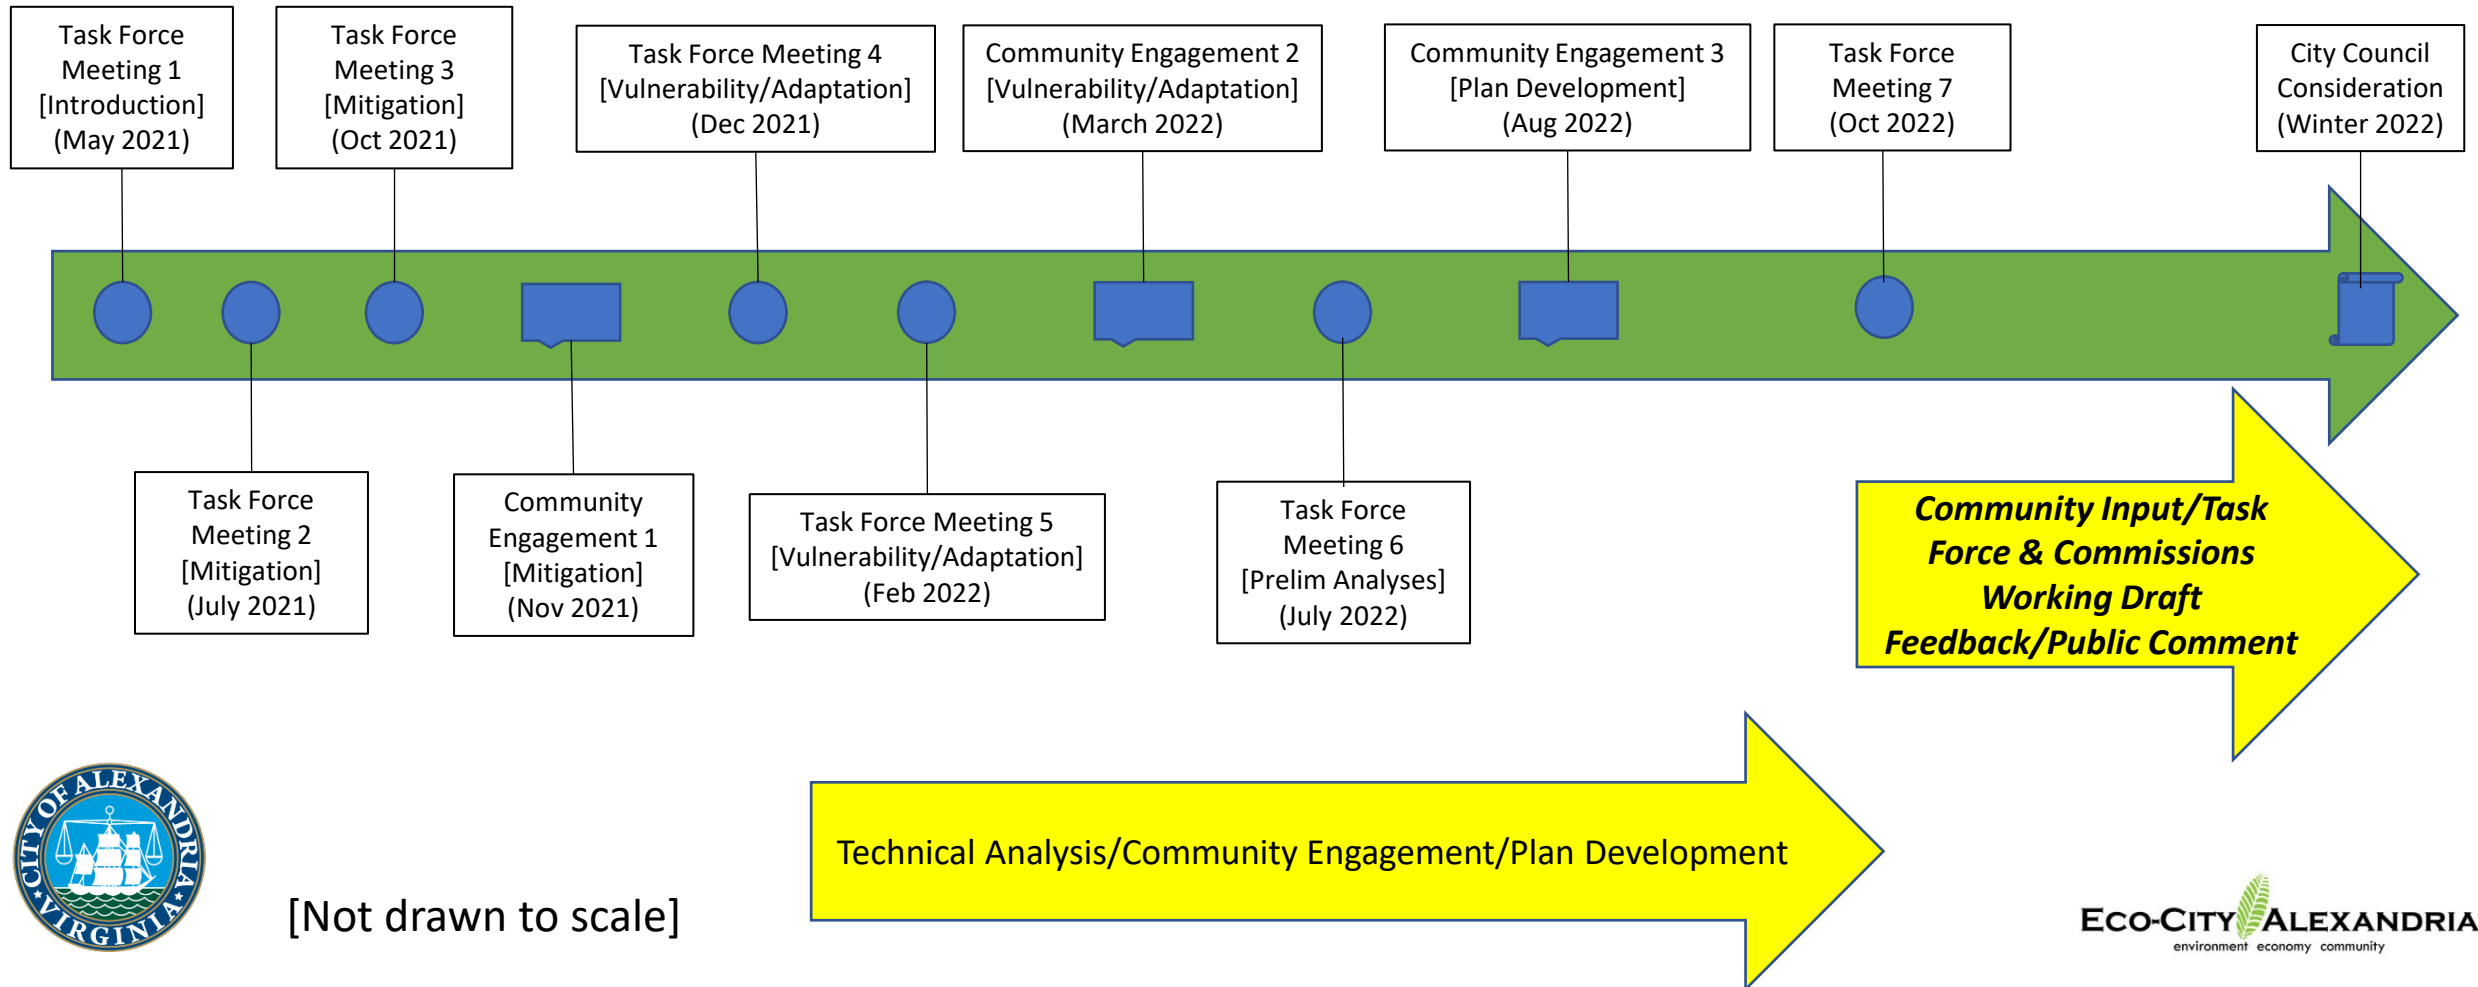 Task Force
Meeting 1
[Introduction]
(May 2021)
Task Force
Meeting 3
[Mitigation]
(Oct 2021)
Task Force Meeting 4
[Vulnerability/Adaptation]
(Dec 2021)
Community Engagement 2
[Vulnerability/Adaptation]
(March 2022)
Community Engagement 3
[Plan Development]
(Aug 2022)
Task Force
Meeting 7
(Oct 2022)
City Council
Consideration
(Winter 2022)
Task Force
Meeting 2
[Mitigation]
(July 2021)
Community
Engagement 1
[Mitigation]
(Nov 2021)
Task Force Meeting 5
[Vulnerability/Adaptation]
(Feb 2022)
Task Force
Meeting 6
[Prelim Analyses]
(July 2022)
Community Input/Task
Force & Commissions
Working Draft
Feedback/Public Comment
Technical Analysis/Community Engagement/Plan Development
CITY OF ALEXANDRIA
VIRGINIA
[Not drawn to scale]
ECO-CITY ALEXANDRIA
environment economy community